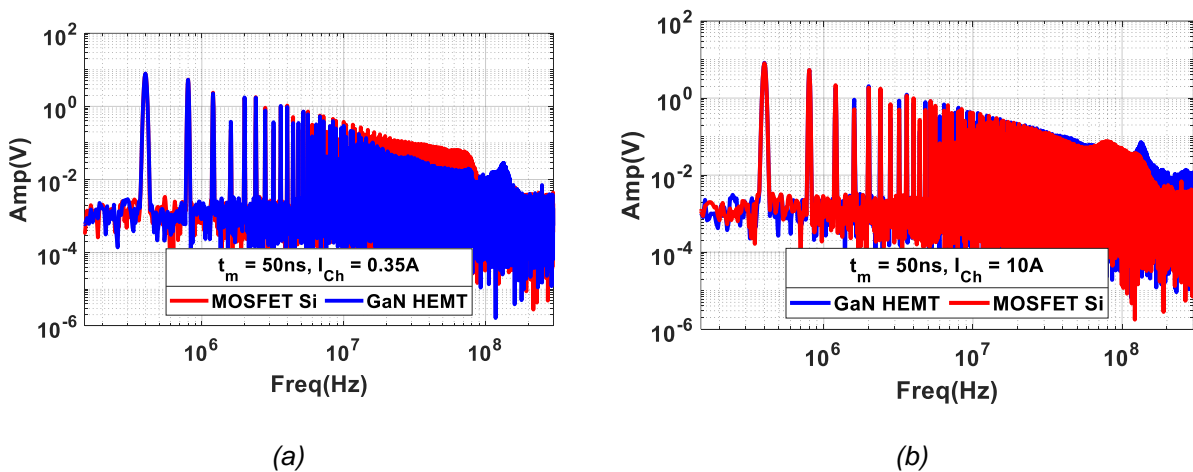 10^2
10^0
10^-2
10^-4
10^-6
Amp(V)
t_m = 50ns, I_Ch = 0.35A
MOSFET Si GaN HEMT
10^6
10^7
10^8
Freq(Hz)
(a)
10^2
10^0
10^-2
10^-4
10^-6
Amp(V)
t_m = 50ns, I_Ch = 10A
GaN HEMT MOSFET Si
10^6
10^7
10^8
Freq(Hz)
(b)